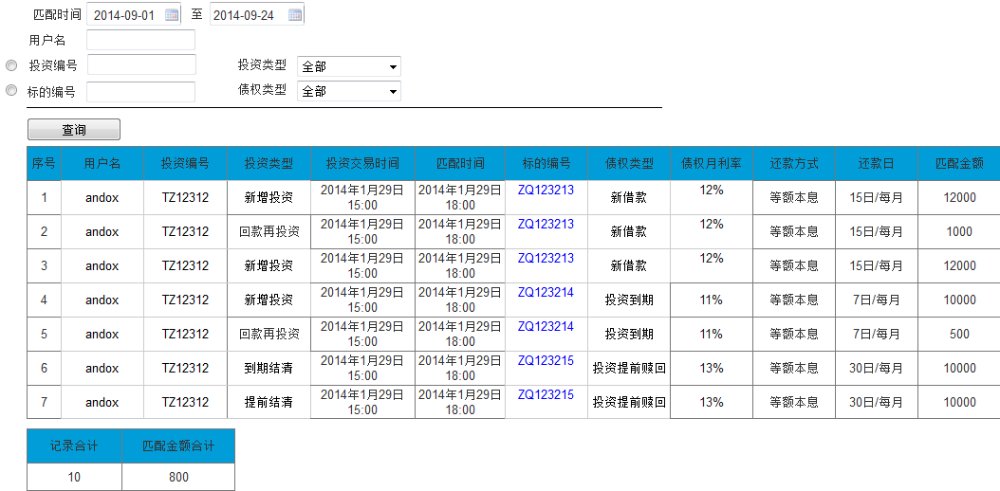 匹配时间 2014-09-01 至 2014-09-24
用户名
投资编号 投资类型 全部
标的编号 债权类型 全部
查询
序号 用户名 投资编号 投资类型 投资交易时间 匹配时间 标的编号 债权类型 债权月利率 还款方式 还款日 匹配金额
1 andox TZ12312 新增投资 2014年1月29日 15:00 2014年1月29日 18:00 ZQ123213 新借款 12% 等额本息 15日/每月 12000
2 andox TZ12312 回款再投资 2014年1月29日 15:00 2014年1月29日 18:00 ZQ123213 新借款 12% 等额本息 15日/每月 1000
3 andox TZ12312 新增投资 2014年1月29日 15:00 2014年1月29日 18:00 ZQ123213 新借款 12% 等额本息 15日/每月 12000
4 andox TZ12312 新增投资 2014年1月29日 15:00 2014年1月29日 18:00 ZQ123214 投资到期 11% 等额本息 7日/每月 10000
5 andox TZ12312 回款再投资 2014年1月29日 15:00 2014年1月29日 18:00 ZQ123214 投资到期 11% 等额本息 7日/每月 500
6 andox TZ12312 到期结清 2014年1月29日 15:00 2014年1月29日 18:00 ZQ123215 投资提前赎回 13% 等额本息 30日/每月 10000
7 andox TZ12312 提前结清 2014年1月29日 15:00 2014年1月29日 18:00 ZQ123215 投资提前赎回 13% 等额本息 30日/每月 10000
记录合计 匹配金额合计
10 800